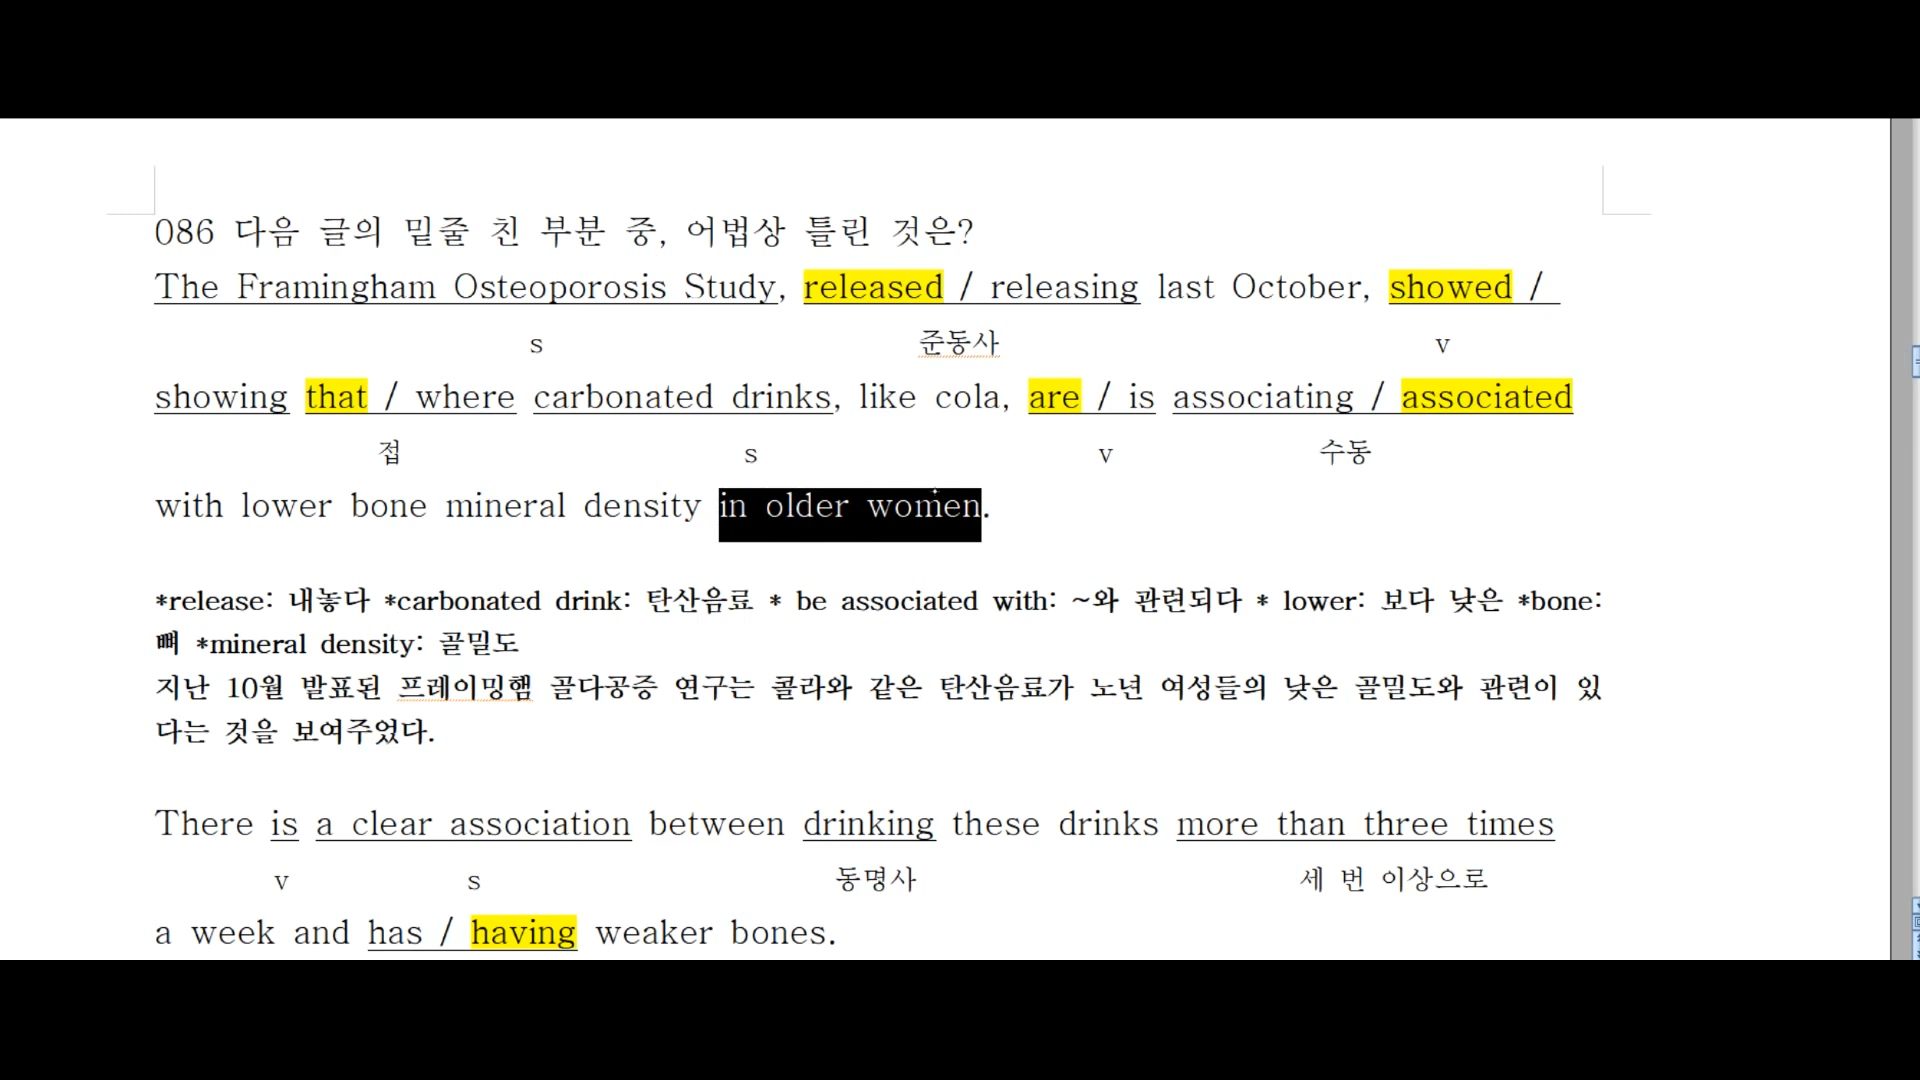 086 다음 글의 밑줄 친 부분 중, 어법상 틀린 것은?
The Framingham Osteoporosis Study, released / releasing last October, showed /
s 준동사 v
showing that / where carbonated drinks, like cola, are / is associating / associated
접 s v 수동
with lower bone mineral density in older women.
*release: 내놓다 *carbonated drink: 탄산음료 * be associated with: ~와 관련되다 * lower: 보다 낮은 *bone:
뼈 *mineral density: 골밀도
지난 10월 발표된 프레이밍햄 골다공증 연구는 콜라와 같은 탄산음료가 노년 여성들의 낮은 골밀도와 관련이 있
다는 것을 보여주었다.
There is a clear association between drinking these drinks more than three times
v s 동명사 세 번 이상으로
a week and has / having weaker bones.